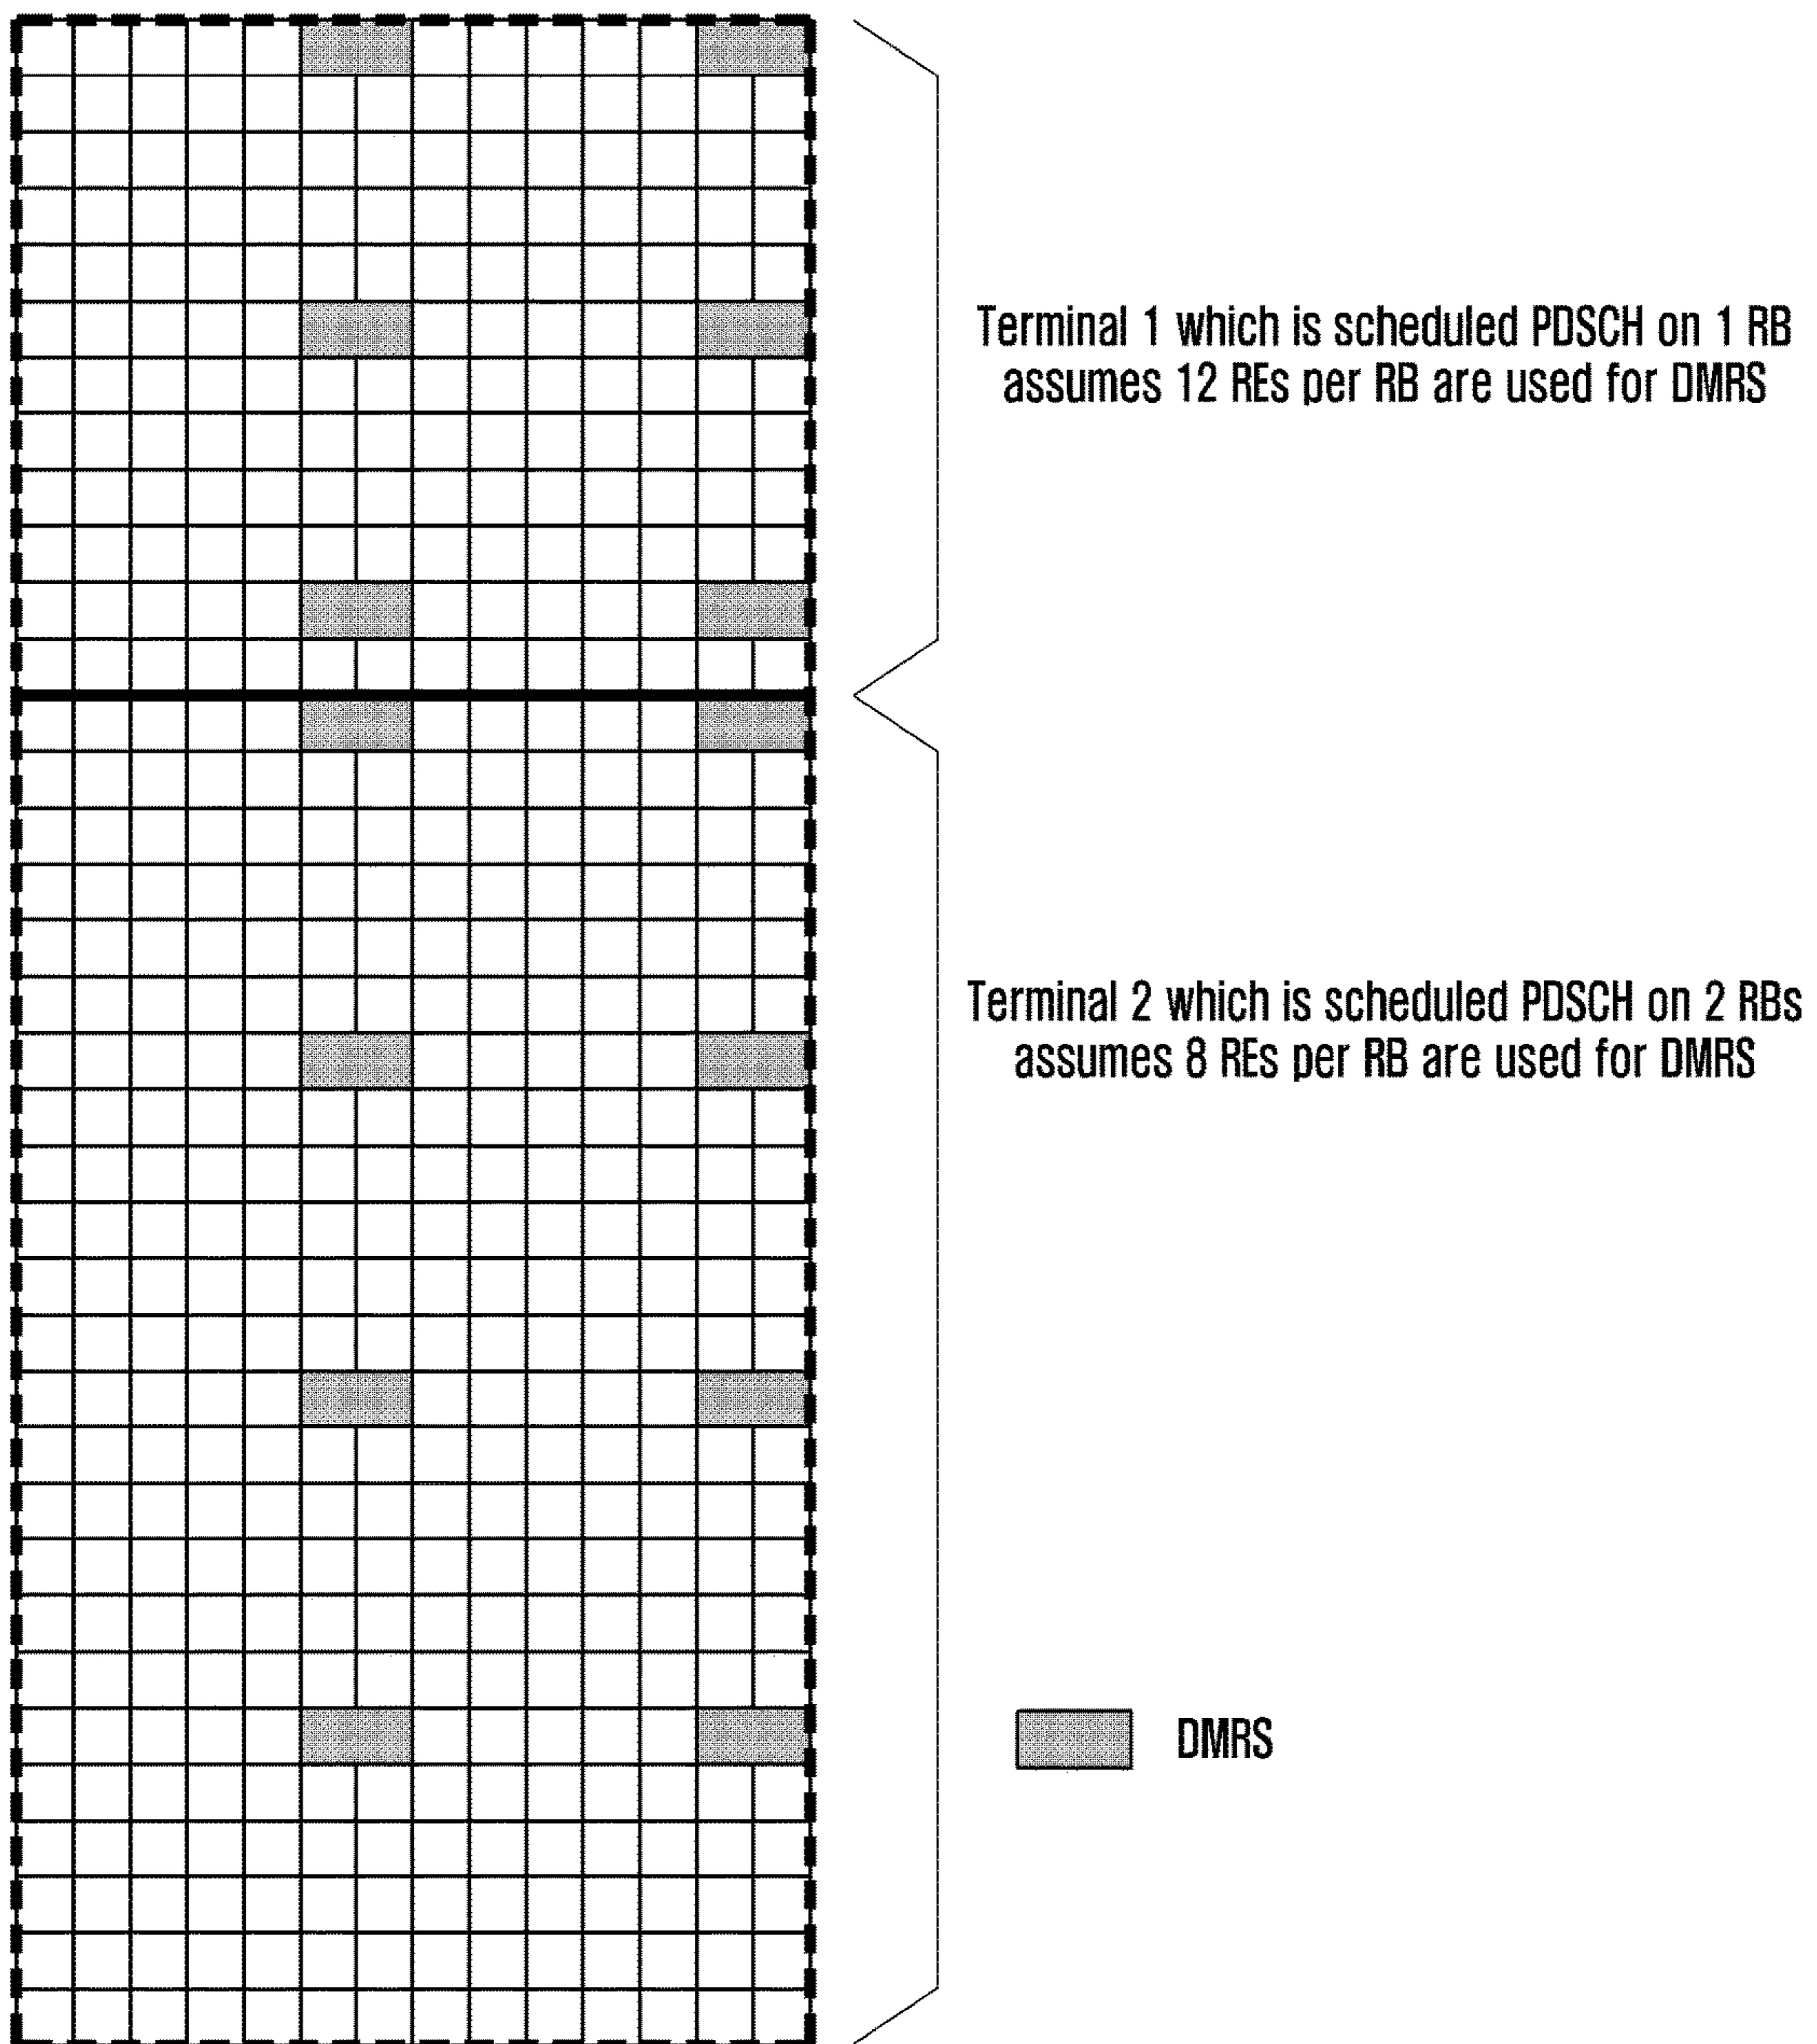 Terminal 1 which is scheduled PDSCH on 1 RB
assumes 12 REs per RB are used for DMRS
Terminal 2 which is scheduled PDSCH on 2 RBs
assumes 8 REs per RB are used for DMRS
DMRS